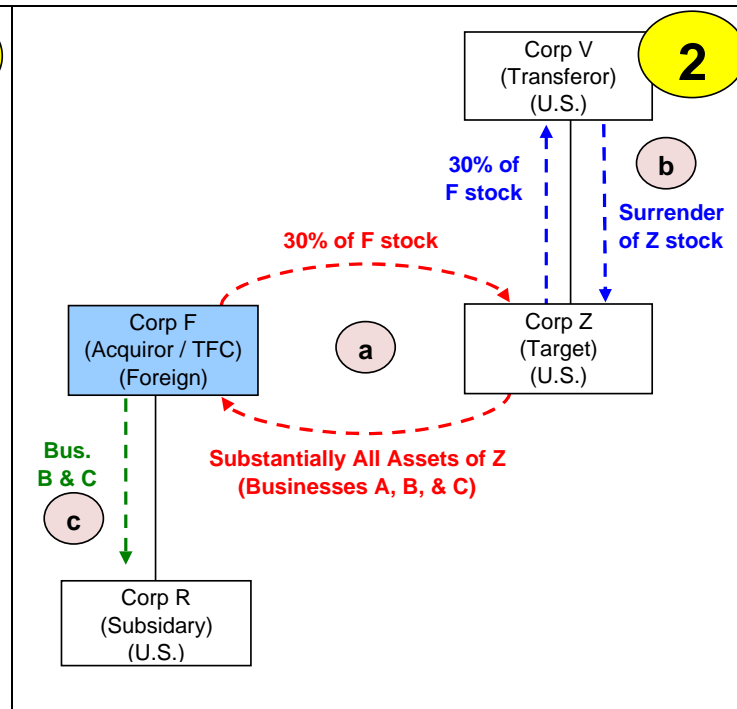 Corp V
(Transferor)
(U.S.)
2
30% of
F stock
b
Surrender
of Z stock
30% of F stock
Corp F
(Acquiror / TFC)
(Foreign)
a
Corp Z
(Target)
(U.S.)
Bus.
B & C
Substantially All Assets of Z
(Businesses A, B, & C)
c
Corp R
(Subsidary)
(U.S.)